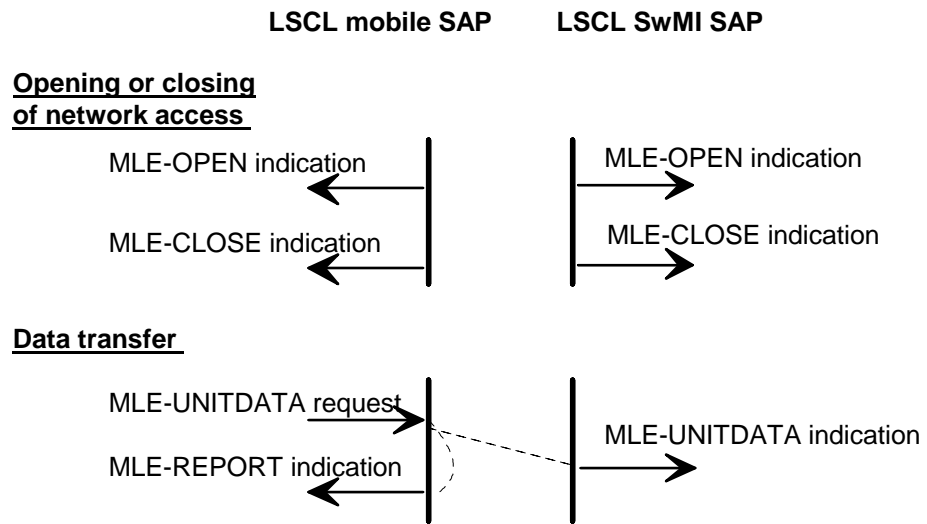 LSCL mobile SAP LSCL SwMI SAP
Opening or closing
of network access
MLE-OPEN indication MLE-OPEN indication
MLE-CLOSE indication MLE-CLOSE indication
Data transfer
MLE-UNITDATA request
MLE-UNITDATA indication
MLE-REPORT indication